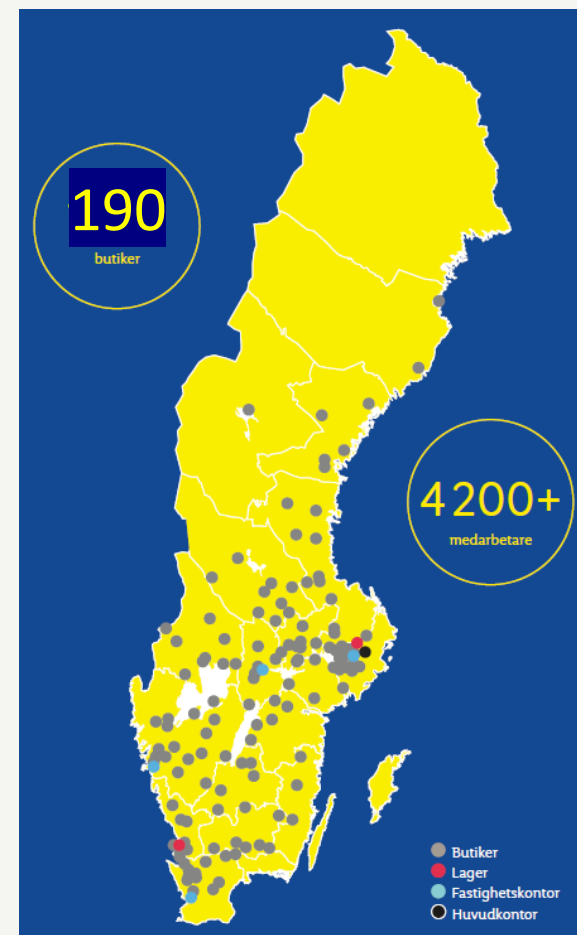 190
butiker
4 200+
medarbetare
Butiker
Lager
Fastighetskontor
Huvudkontor